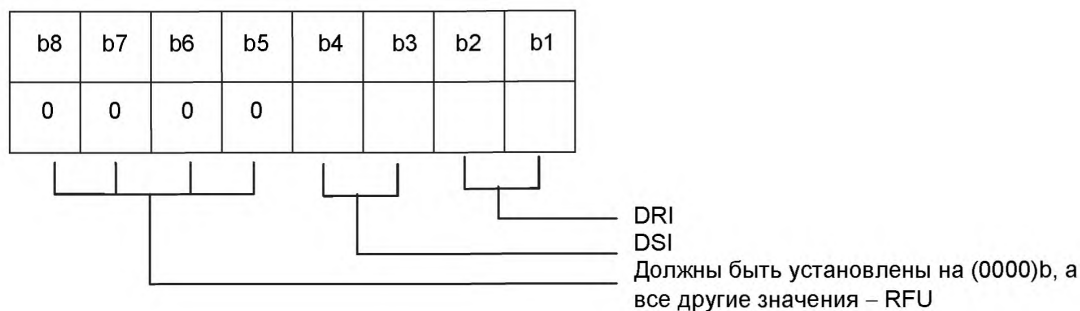 b8 b7 b6 b5 b4 b3 b2 b1
0 0 0 0
DRI
DSI
Должны быть установлены на (0000)b, а
все другие значения – RFU